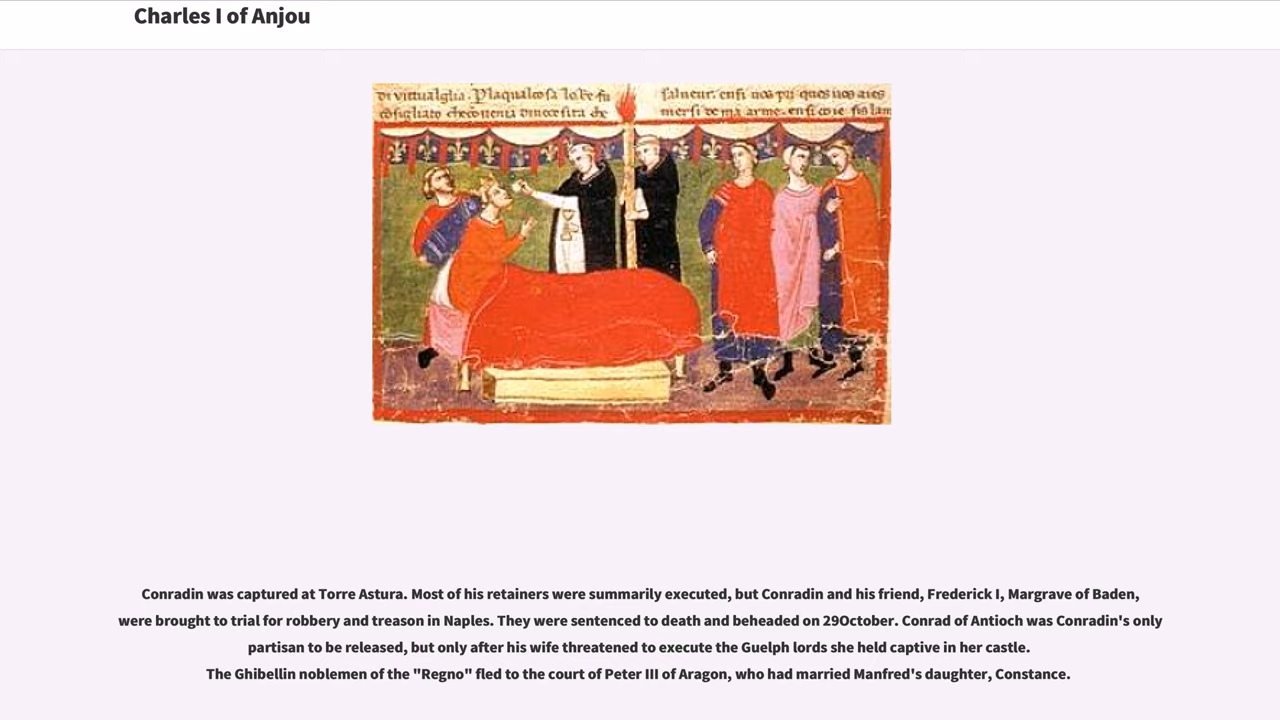 Charles I of Anjou
di vittualglia.
Conradin was captured at Torre Astura. Most of his retainers were summarily executed, but Conradin and his friend, Frederick I, Margrave of Baden,
were brought to trial for robbery and treason in Naples. They were sentenced to death and beheaded on 29October. Conrad of Antioch was Conradin's only
partisan to be released, but only after his wife threatened to execute the Guelph lords she held captive in her castle.
The Ghibellin noblemen of the "Regno" fled to the court of Peter III of Aragon, who had married Manfred's daughter, Constance.